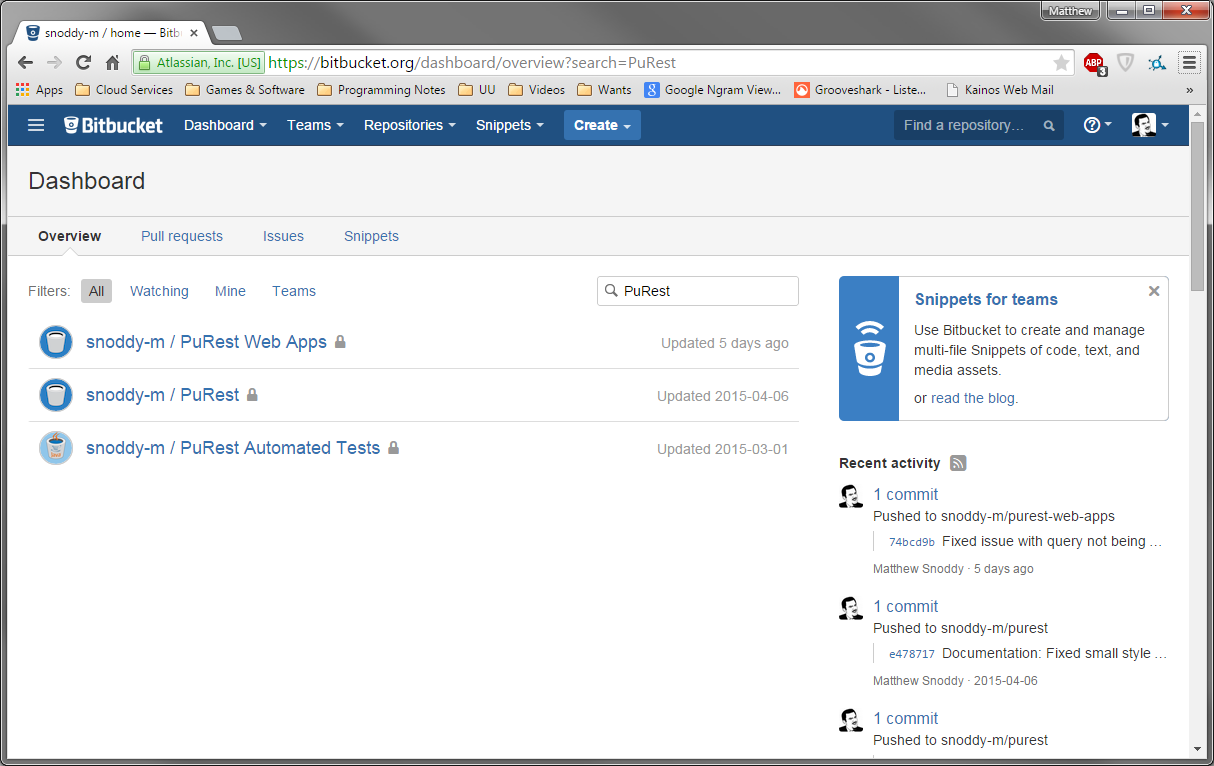 Matthew
snoddy-m / home — Bitb
Atlassian, Inc. [US] https://bitbucket.org/dashboard/overview?search=PuRest
ABP 3
Apps Cloud Services Games & Software Programming Notes UU Videos Wants Google Ngram View... Grooveshark - Liste... Kainos Web Mail »
Bitbucket Dashboard Teams Repositories Snippets Create Find a repository...
Dashboard
Overview Pull requests Issues Snippets
Filters: All Watching Mine Teams PuRest
snoddy-m / PuRest Web Apps Updated 5 days ago
snoddy-m / PuRest Updated 2015-04-06
snoddy-m / PuRest Automated Tests Updated 2015-03-01
Snippets for teams
Use Bitbucket to create and manage
multi-file Snippets of code, text, and
media assets.
or read the blog.
Recent activity
1 commit
Pushed to snoddy-m/purest-web-apps
74bcd9b Fixed issue with query not being ...
Matthew Snoddy · 5 days ago
1 commit
Pushed to snoddy-m/purest
e478717 Documentation: Fixed small style ...
Matthew Snoddy · 2015-04-06
1 commit
Pushed to snoddy-m/purest